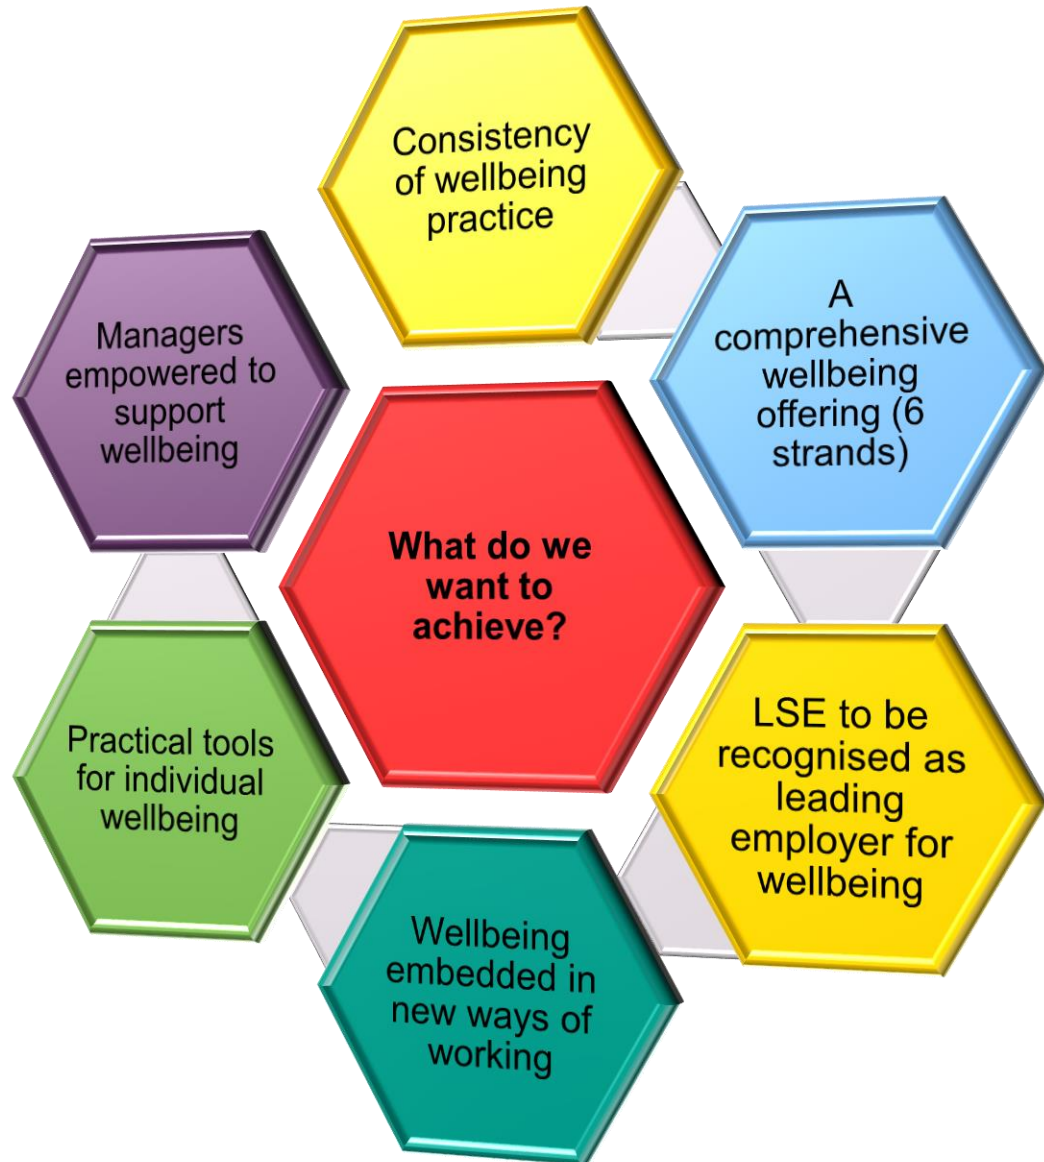 Consistency
of wellbeing
practice
A
comprehensive
wellbeing
offering (6
strands)
LSE to be
recognised as
leading
employer for
wellbeing
Wellbeing
embedded in
new ways of
working
Practical tools
for individual
wellbeing
Managers
empowered to
support
wellbeing
What do we
want to
achieve?